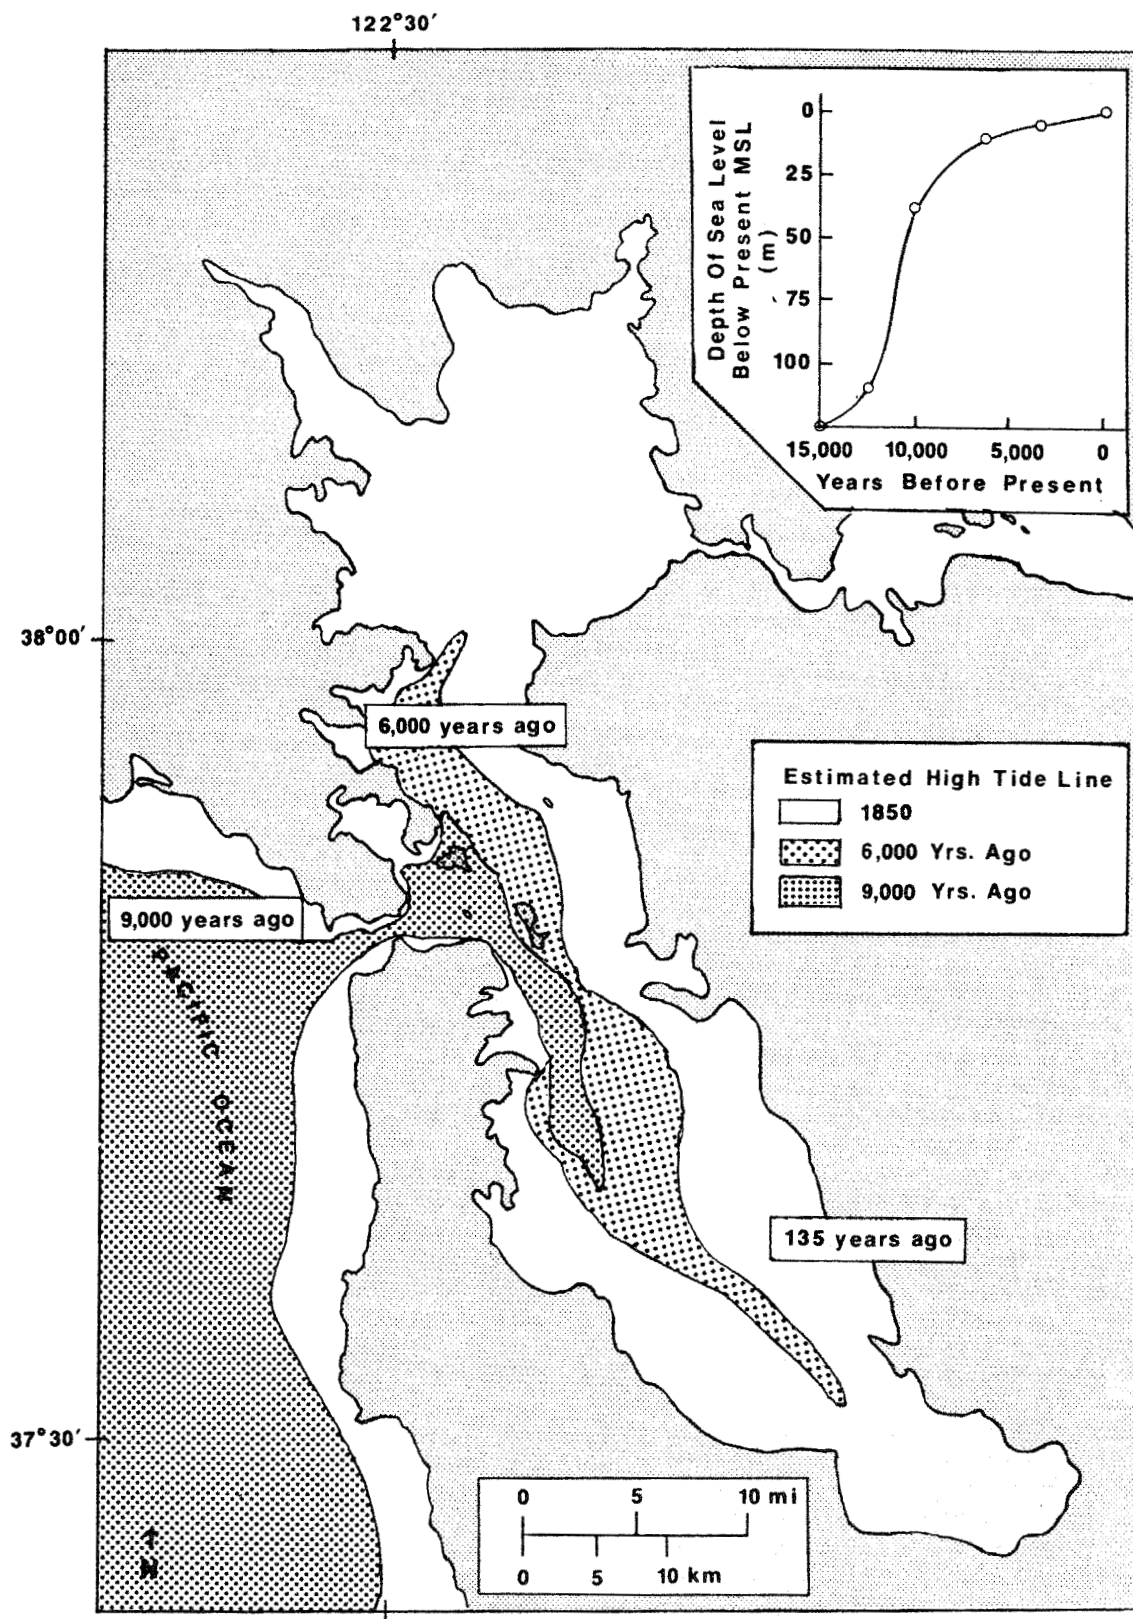 122°30′
Depth Of Sea Level
Below Present MSL
(m)
0
25
50
75
100
15,000 10,000 5,000 0
Years Before Present
38°00′
6,000 years ago
Estimated High Tide Line
1850
6,000 Yrs. Ago
9,000 Yrs. Ago
9,000 years ago
PACIFIC OCEAN
135 years ago
37°30′
0 5 10 mi
0 5 10 km
N